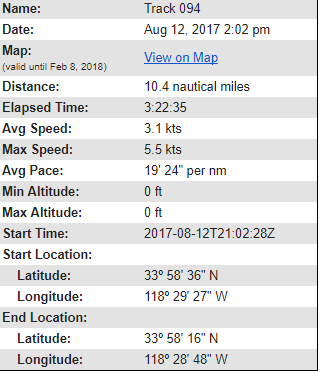 Name: Track 094
Date: Aug 12, 2017 2:02 pm
Map: View on Map
(valid until Feb 8, 2018)
Distance: 10.4 nautical miles
Elapsed Time: 3:22:35
Avg Speed: 3.1 kts
Max Speed: 5.5 kts
Avg Pace: 19' 24" per nm
Min Altitude: 0 ft
Max Altitude: 0 ft
Start Time: 2017-08-12T21:02:28Z
Start Location:
Latitude: 33º 58' 36" N
Longitude: 118º 29' 27" W
End Location:
Latitude: 33º 58' 16" N
Longitude: 118º 28' 48" W